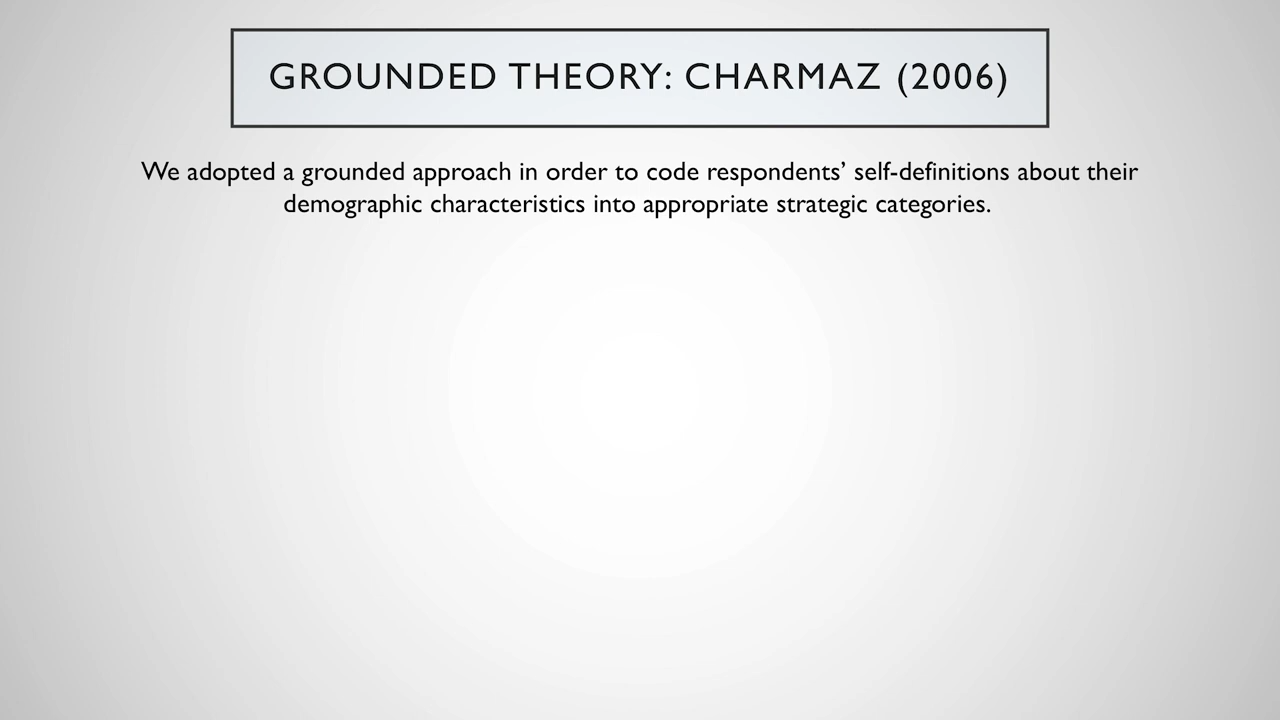 GROUNDED THEORY: CHARMAZ (2006)
We adopted a grounded approach in order to code respondents’ self-definitions about their
demographic characteristics into appropriate strategic categories.